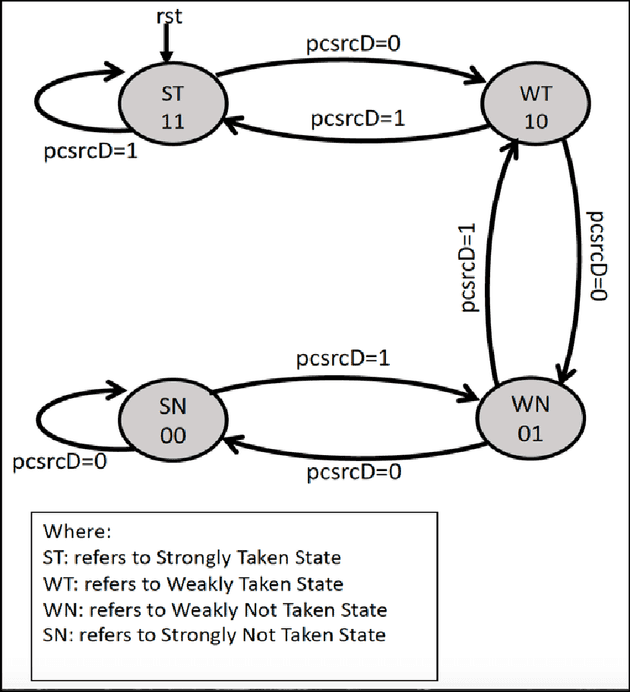 rst
pcsrcD=0
ST
11
WT
10
pcsrcD=1
pcsrcD=1
pcsrcD=1
pcsrcD=0
pcsrcD=1
SN
00
WN
01
pcsrcD=0
pcsrcD=0
Where:
ST: refers to Strongly Taken State
WT: refers to Weakly Taken State
WN: refers to Weakly Not Taken State
SN: refers to Strongly Not Taken State